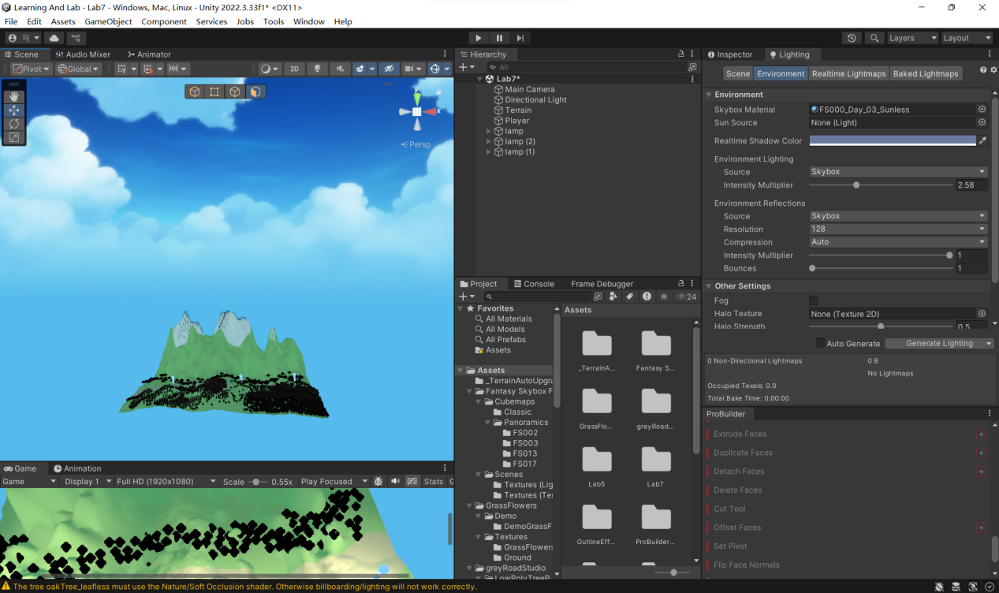 Learning And Lab - Lab7 - Windows, Mac, Linux - Unity 2022.3.33f1* <DX11>
File Edit Assets GameObject Component Services Jobs Tools Window Help
马
Layers Layout
Scene Audio Mixer Animator
Pivot Global 2D
y
x
Persp
Hierarchy
All
Lab7*
Main Camera
Directional Light
Terrain
Player
lamp
lamp (2)
lamp (1)
Inspector Lighting
Scene Environment Realtime Lightmaps Baked Lightmaps
Environment
Skybox Material FS000_Day_03_Sunless
Sun Source None (Light)
Realtime Shadow Color
Environment Lighting
Source Skybox
Intensity Multiplier 2.58
Environment Reflections
Source Skybox
Resolution 128
Compression Auto
Intensity Multiplier 1
Bounces 1
Other Settings
Fog
Halo Texture None (Texture 2D)
Halo Strength 0.5
Auto Generate Generate Lighting
0 Non-Directional Lightmaps 0 B
No Lightmaps
Occupied Texels: 0.0
Total Bake Time: 0:00:00
Project Console Frame Debugger
24
Favorites
All Materials
All Models
All Prefabs
Assets
Assets
_TerrainAutoUpgra
Fantasy Skybox F
Cubemaps
Classic
Panoramics
FS002
FS003
FS013
FS017
Scenes
Textures (Lig
Textures (Te
GrassFlowers
Demo
DemoGrassF
Textures
GrassFlowers
Ground
greyRoadStudio
LowPolyTreeP
Assets
_TerrainA... Fantasy S...
GrassFlo... greyRoad...
Lab5 Lab7
OutlineEff... ProBuilder...
ProBuilder
Extrude Faces
Duplicate Faces
Detach Faces
Delete Faces
Cut Tool
Offset Faces
Set Pivot
Flip Face Normals
Game Animation
Game Display 1 Full HD (1920x1080) Scale 0.55x Play Focused Stats G
The tree oakTree_leafless must use the Nature/Soft Occlusion shader. Otherwise billboarding/lighting will not work correctly.